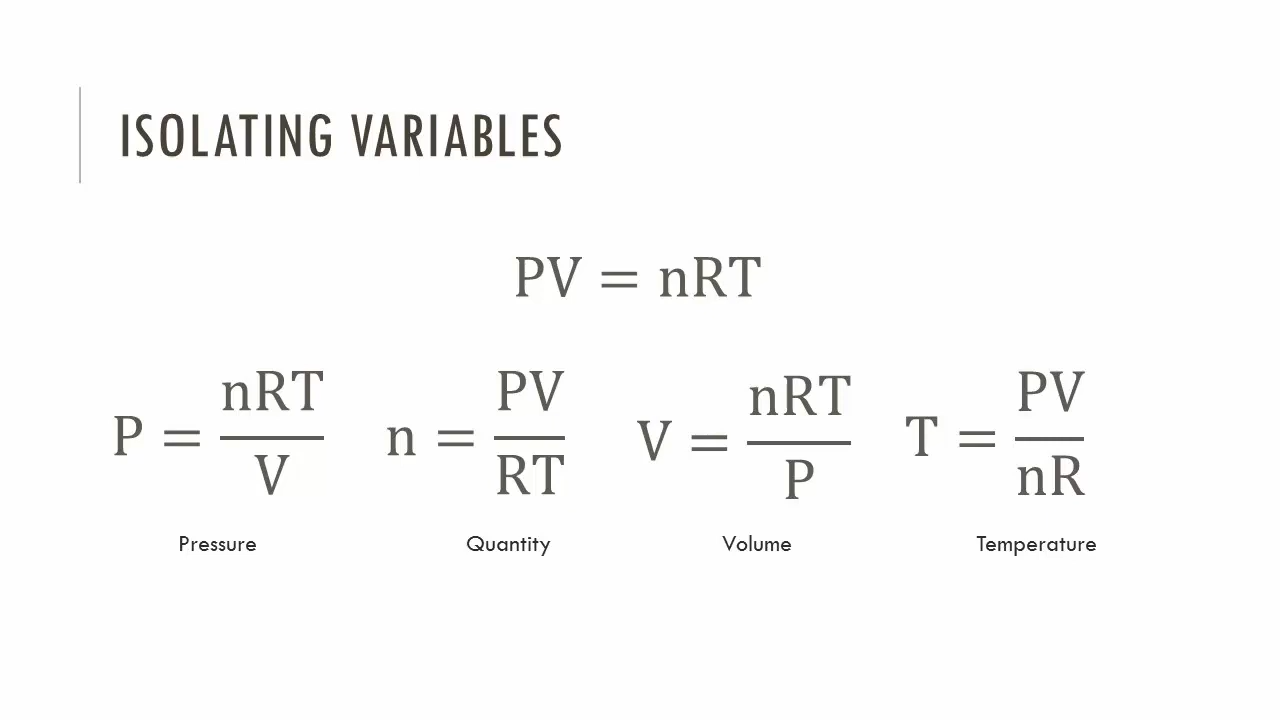 ISOLATING VARIABLES
PV = nRT
P = nRT/V
n = PV/RT
V = nRT/P
T = PV/nR
Pressure
Quantity
Volume
Temperature